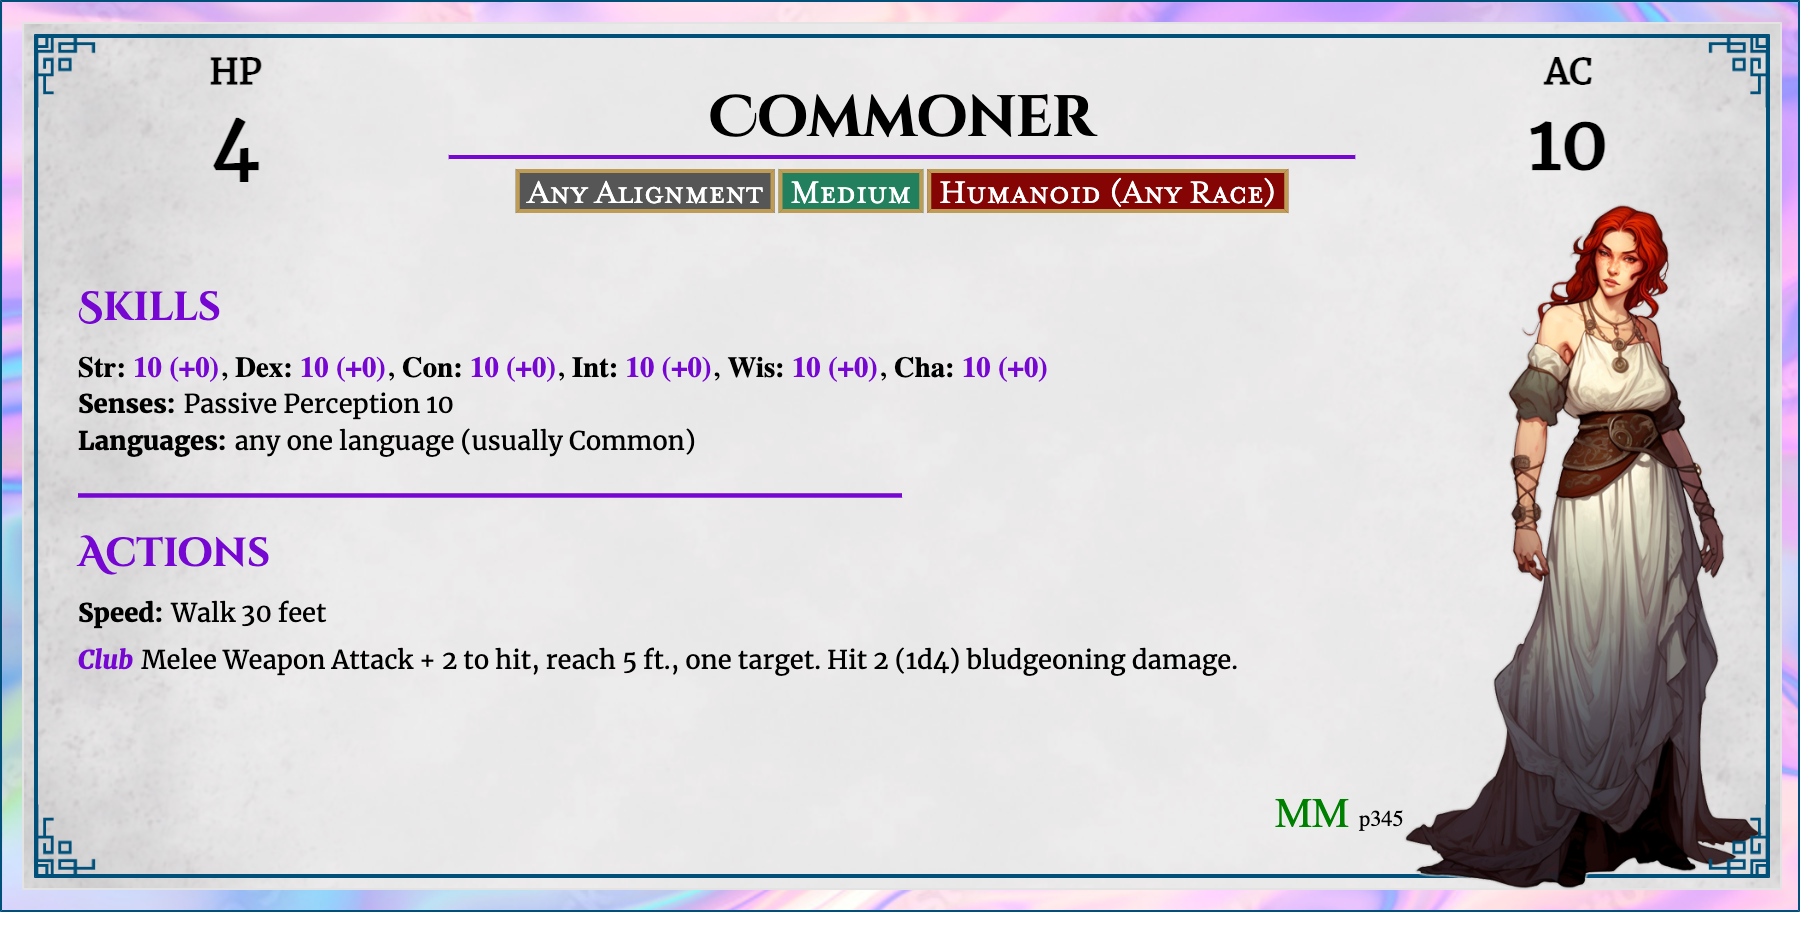 HP
4
Commoner
AC
10
Any Alignment Medium Humanoid (Any Race)
Skills
Str: 10 (+0), Dex: 10 (+0), Con: 10 (+0), Int: 10 (+0), Wis: 10 (+0), Cha: 10 (+0)
Senses: Passive Perception 10
Languages: any one language (usually Common)
Actions
Speed: Walk 30 feet
Club Melee Weapon Attack + 2 to hit, reach 5 ft., one target. Hit 2 (1d4) bludgeoning damage.
MM p345